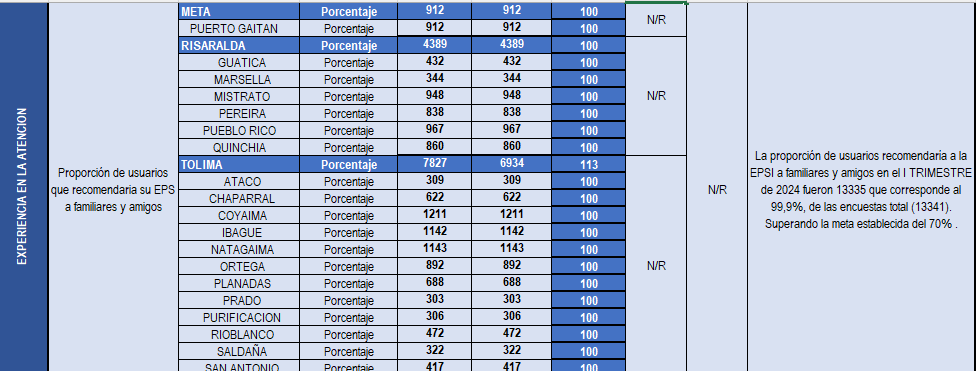 META Porcentaje 912 912 100
PUERTO GAITAN Porcentaje 912 912 100
N/R
RISARALDA Porcentaje 4389 4389 100
GUATICA Porcentaje 432 432 100
MARSELLA Porcentaje 344 344 100
MISTRATO Porcentaje 948 948 100
PEREIRA Porcentaje 838 838 100
PUEBLO RICO Porcentaje 967 967 100
QUINCHIA Porcentaje 860 860 100
N/R
TOLIMA Porcentaje 7827 6934 113
ATACO Porcentaje 309 309 100
CHAPARRAL Porcentaje 622 622 100
COYAIMA Porcentaje 1211 1211 100
IBAGUE Porcentaje 1142 1142 100
NATAGAIMA Porcentaje 1143 1143 100
ORTEGA Porcentaje 892 892 100
PLANADAS Porcentaje 688 688 100
PRADO Porcentaje 303 303 100
PURIFICACION Porcentaje 306 306 100
RIOBLANCO Porcentaje 472 472 100
SALDAÑA Porcentaje 322 322 100
SAN ANTONIO Porcentaje 417 417 100
N/R
EXPERIENCIA EN LA ATENCION
Proporción de usuarios
que recomendaria su EPS
a familiares y amigos
N/R
La proporción de usuarios recomendaria a la
EPSI a familiares y amigos en el I TRIMESTRE
de 2024 fueron 13335 que corresponde al
99,9%, de las encuestas total (13341).
Superando la meta establecida del 70% .